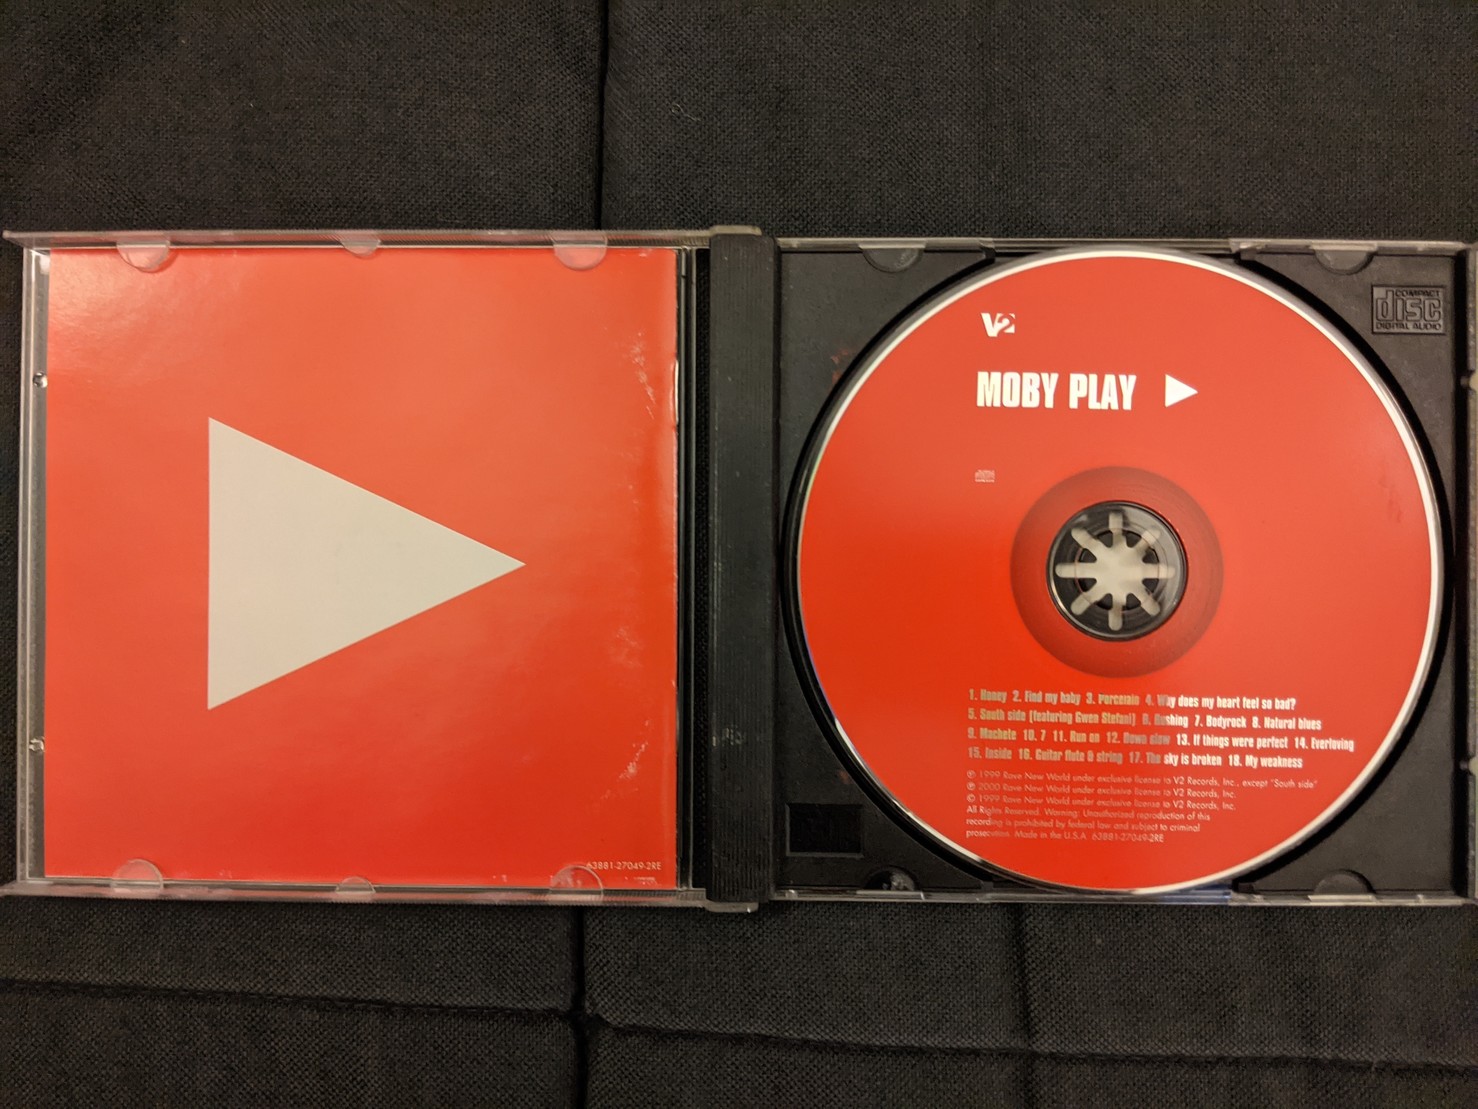 63881-27049-2RE
COMPACT
disc
DIGITAL AUDIO
V2
MOBY PLAY
1. Honey 2. Find my baby 3. Porcelain 4. Why does my heart feel so bad?
5. South side (featuring Gwen Stefani) 6. Rushing 7. Bodyrock 8. Natural blues
9. Machete 10. 7 11. Run on 12. Down slow 13. If things were perfect 14. Everloving
15. Inside 16. Guitar flute & string 17. The sky is broken 18. My weakness
℗ 1999 Rave New World under exclusive license to V2 Records, Inc., except "South side"
℗ 2000 Rave New World under exclusive license to V2 Records, Inc.
© 1999 Rave New World under exclusive license to V2 Records, Inc.
All Rights Reserved. Warning: Unauthorized reproduction of this
recording is prohibited by federal law and subject to criminal
prosecution. Made in the U.S.A. 63881-27049-2RE